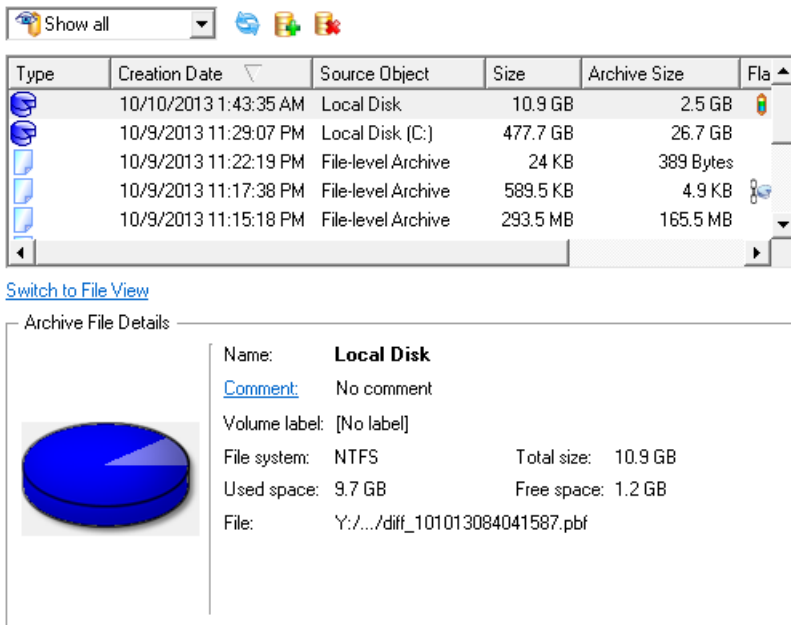 Show all
Type Creation Date Source Object Size Archive Size Fla
10/10/2013 1:43:35 AM Local Disk 10.9 GB 2.5 GB
10/9/2013 11:29:07 PM Local Disk (C:) 477.7 GB 26.7 GB
10/9/2013 11:22:19 PM File-level Archive 24 KB 389 Bytes
10/9/2013 11:17:38 PM File-level Archive 589.5 KB 4.9 KB
10/9/2013 11:15:18 PM File-level Archive 293.5 MB 165.5 MB
Switch to File View
Archive File Details
Name: Local Disk
Comment: No comment
Volume label: [No label]
File system: NTFS Total size: 10.9 GB
Used space: 9.7 GB Free space: 1.2 GB
File: Y:/.../diff_101013084041587.pbf